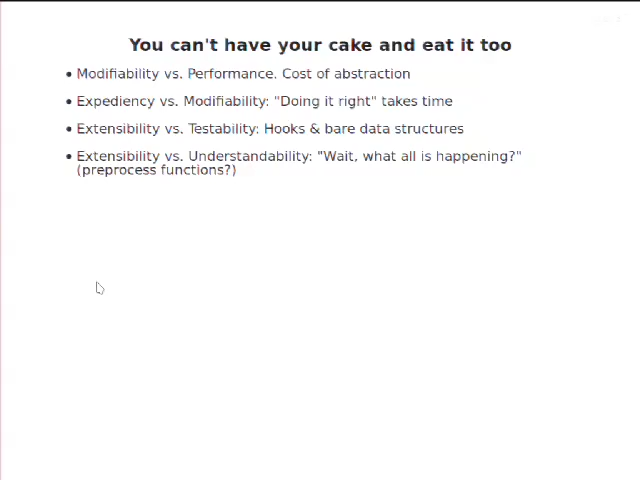 You can't have your cake and eat it too
• Modifiability vs. Performance. Cost of abstraction
• Expediency vs. Modifiability: "Doing it right" takes time
• Extensibility vs. Testability: Hooks & bare data structures
• Extensibility vs. Understandability: "Wait, what all is happening?"
(preprocess functions?)